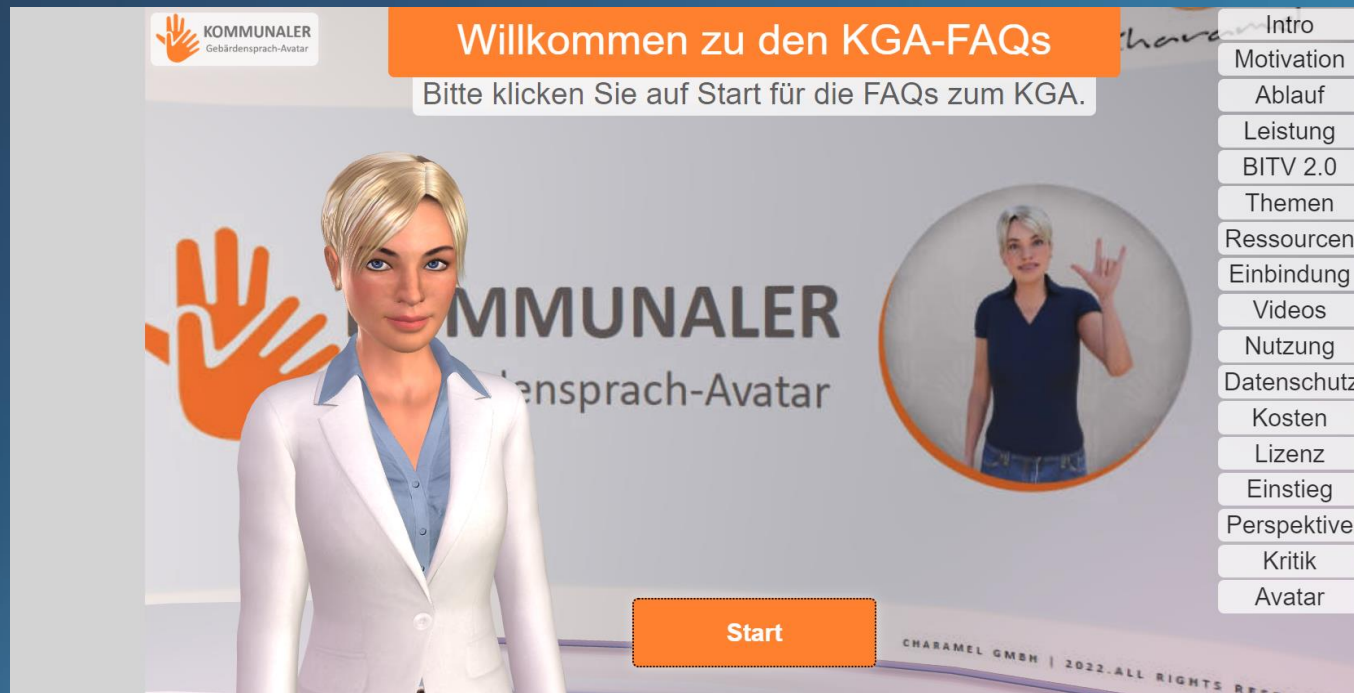 KOMMUNALER
Gebärdensprach-Avatar
Willkommen zu den KGA-FAQs
Bitte klicken Sie auf Start für die FAQs zum KGA.
MMUNALER
ensprach-Avatar
Start
CHARAMEL GMBH | 2022. ALL RIGHTS
Intro
Motivation
Ablauf
Leistung
BITV 2.0
Themen
Ressourcen
Einbindung
Videos
Nutzung
Datenschutz
Kosten
Lizenz
Einstieg
Perspektive
Kritik
Avatar